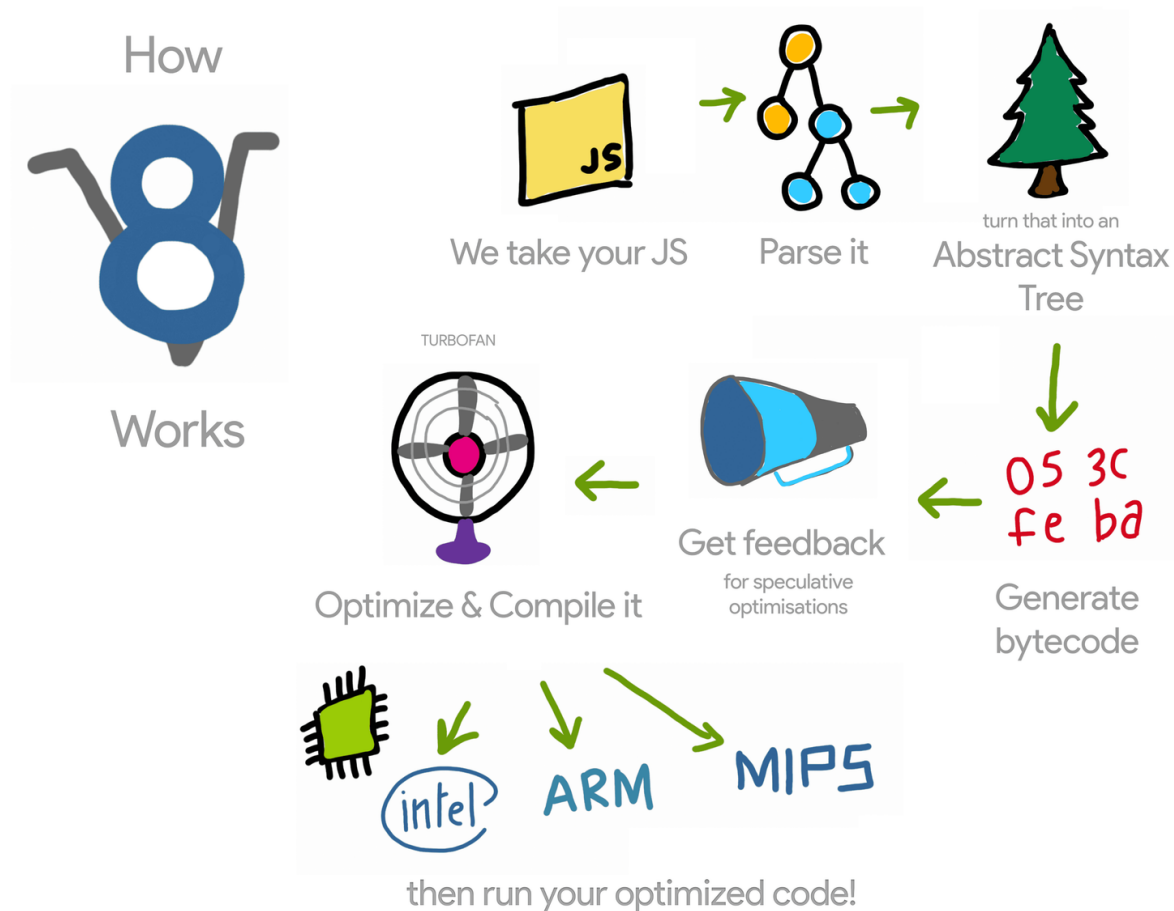 How
8
Works
JS
We take your JS
Parse it
turn that into an
Abstract Syntax
Tree
05 3c
fe ba
Generate
bytecode
Get feedback
for speculative
optimisations
TURBOFAN
Optimize & Compile it
intel
ARM
MIPS
then run your optimized code!